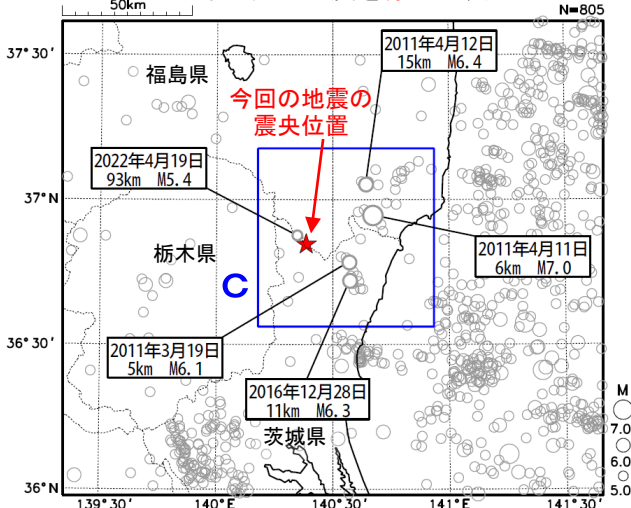 50km
N=805
37°30′
福島県
2011年4月12日
15km M6.4
今回の地震の
震央位置
2022年4月19日
93km M5.4
37°N
栃木県
2011年4月11日
6km M7.0
C
36°30′
2011年3月19日
5km M6.1
2016年12月28日
11km M6.3
茨城県
M
7.0
6.0
5.0
36°N
139°30′
140°E
140°30′
141°E
141°30′